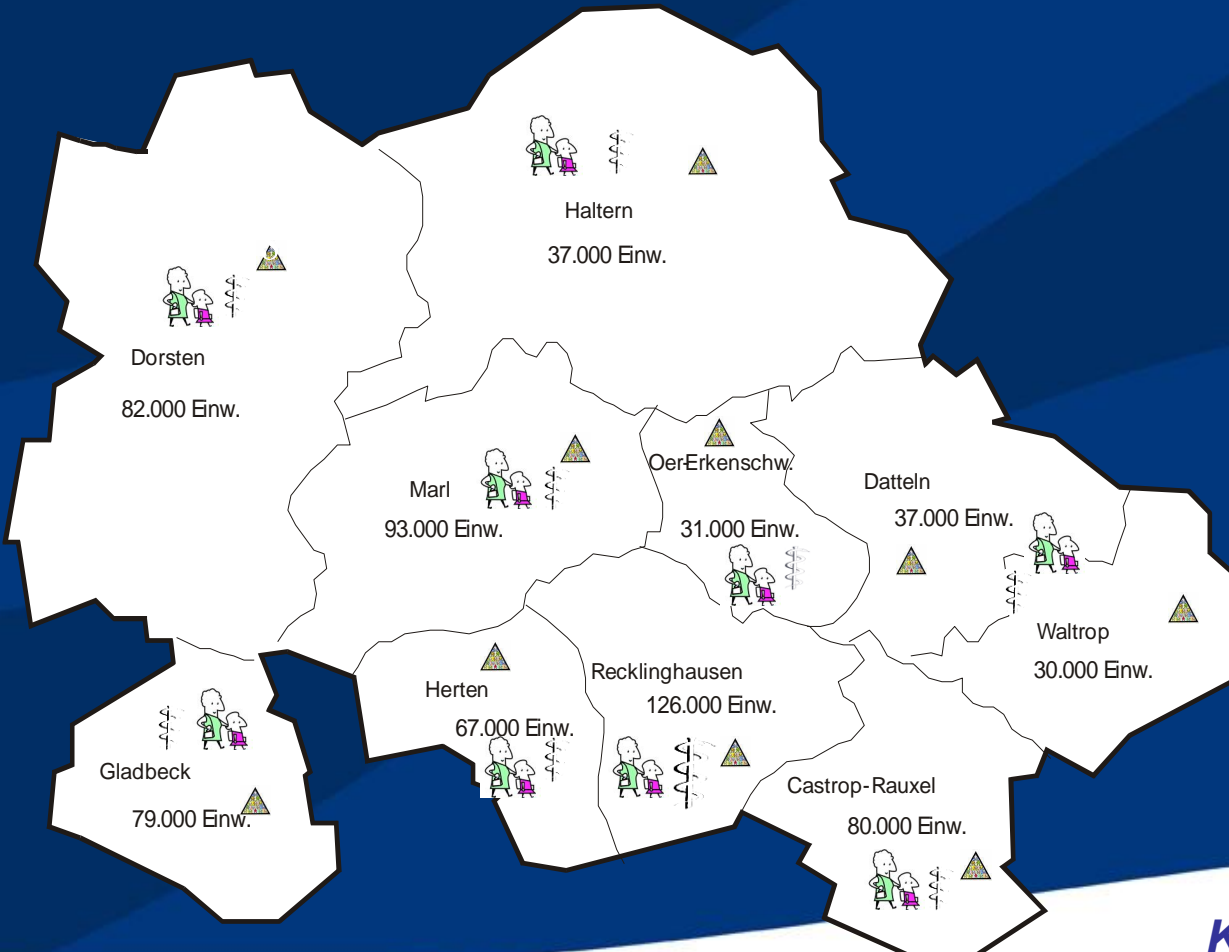 Haltern
37.000 Einw.
Dorsten
82.000 Einw.
Marl
93.000 Einw.
Oer-Erkenschw.
31.000 Einw.
Datteln
37.000 Einw.
Waltrop
30.000 Einw.
Recklinghausen
126.000 Einw.
Herten
67.000 Einw.
Gladbeck
79.000 Einw.
Castrop-Rauxel
80.000 Einw.
K